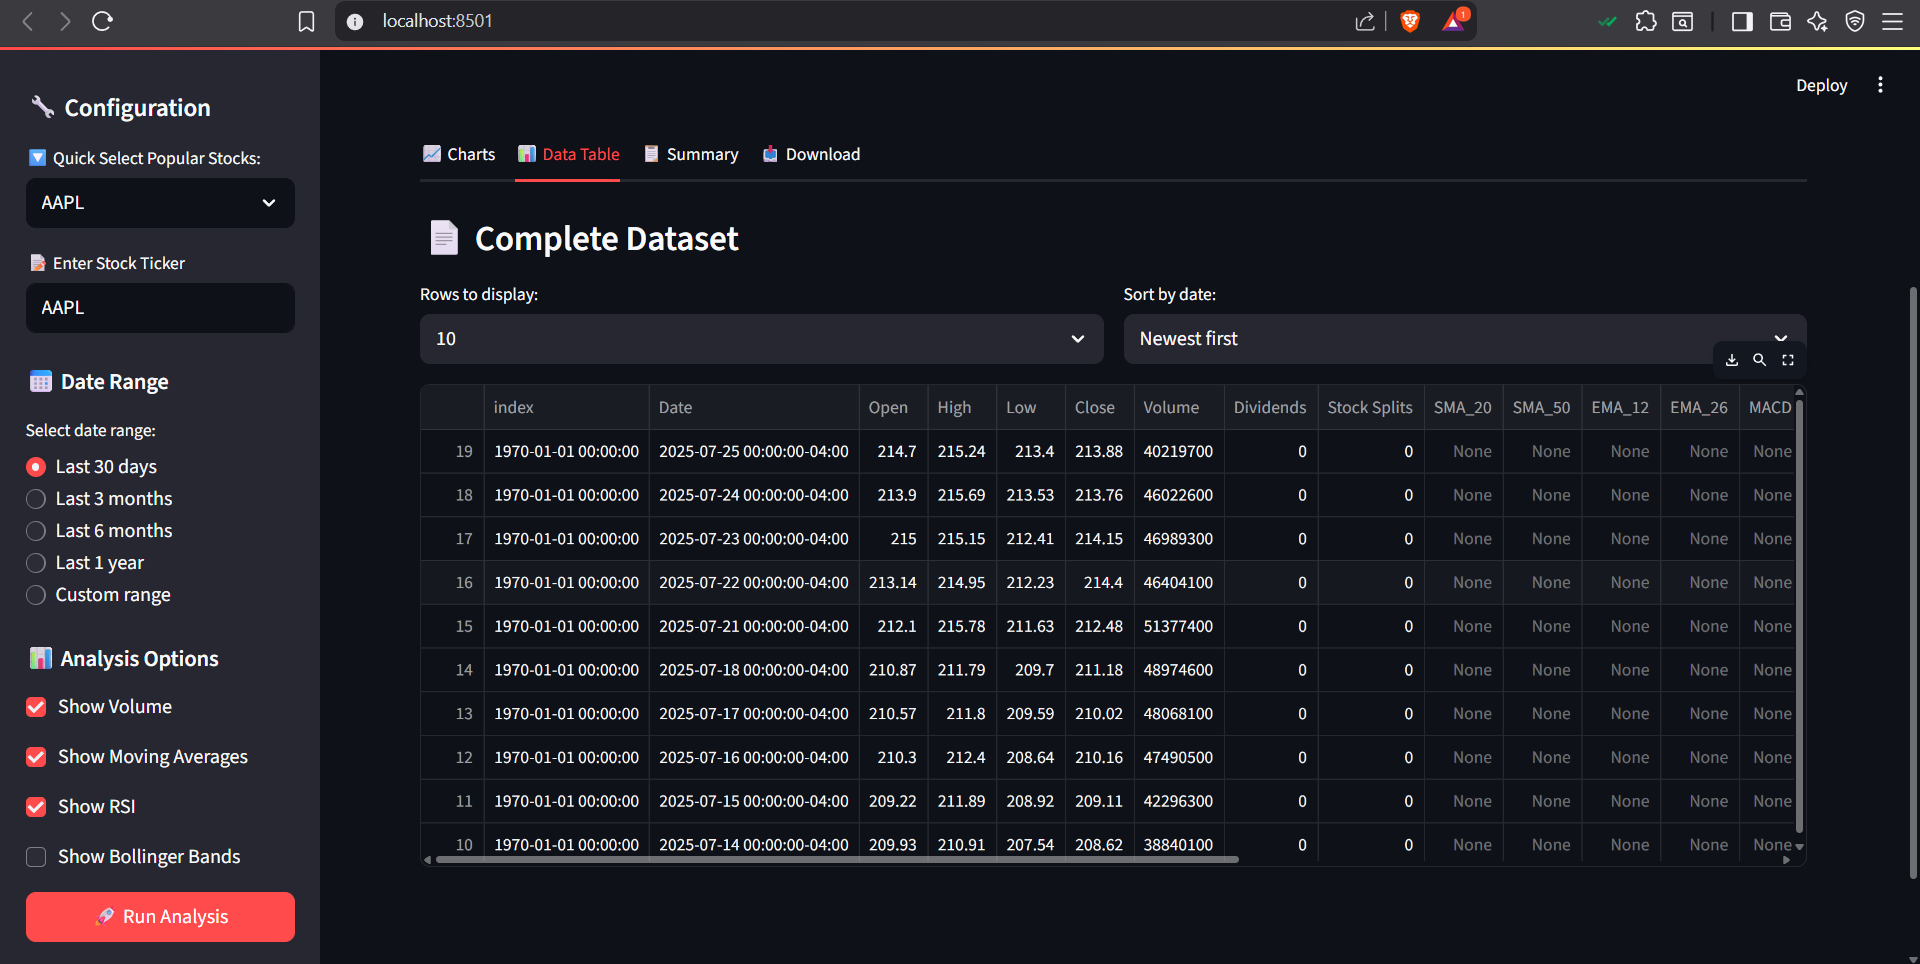 localhost:8501
1
Deploy
Configuration
Quick Select Popular Stocks:
AAPL
Enter Stock Ticker
AAPL
Date Range
Select date range:
Last 30 days
Last 3 months
Last 6 months
Last 1 year
Custom range
Analysis Options
Show Volume
Show Moving Averages
Show RSI
Show Bollinger Bands
Run Analysis
Charts Data Table Summary Download
Complete Dataset
Rows to display: Sort by date:
10 Newest first
index Date Open High Low Close Volume Dividends Stock Splits SMA_20 SMA_50 EMA_12 EMA_26 MACD
19 1970-01-01 00:00:00 2025-07-25 00:00:00-04:00 214.7 215.24 213.4 213.88 40219700 0 0 None None None None None
18 1970-01-01 00:00:00 2025-07-24 00:00:00-04:00 213.9 215.69 213.53 213.76 46022600 0 0 None None None None None
17 1970-01-01 00:00:00 2025-07-23 00:00:00-04:00 215 215.15 212.41 214.15 46989300 0 0 None None None None None
16 1970-01-01 00:00:00 2025-07-22 00:00:00-04:00 213.14 214.95 212.23 214.4 46404100 0 0 None None None None None
15 1970-01-01 00:00:00 2025-07-21 00:00:00-04:00 212.1 215.78 211.63 212.48 51377400 0 0 None None None None None
14 1970-01-01 00:00:00 2025-07-18 00:00:00-04:00 210.87 211.79 209.7 211.18 48974600 0 0 None None None None None
13 1970-01-01 00:00:00 2025-07-17 00:00:00-04:00 210.57 211.8 209.59 210.02 48068100 0 0 None None None None None
12 1970-01-01 00:00:00 2025-07-16 00:00:00-04:00 210.3 212.4 208.64 210.16 47490500 0 0 None None None None None
11 1970-01-01 00:00:00 2025-07-15 00:00:00-04:00 209.22 211.89 208.92 209.11 42296300 0 0 None None None None None
10 1970-01-01 00:00:00 2025-07-14 00:00:00-04:00 209.93 210.91 207.54 208.62 38840100 0 0 None None None None None